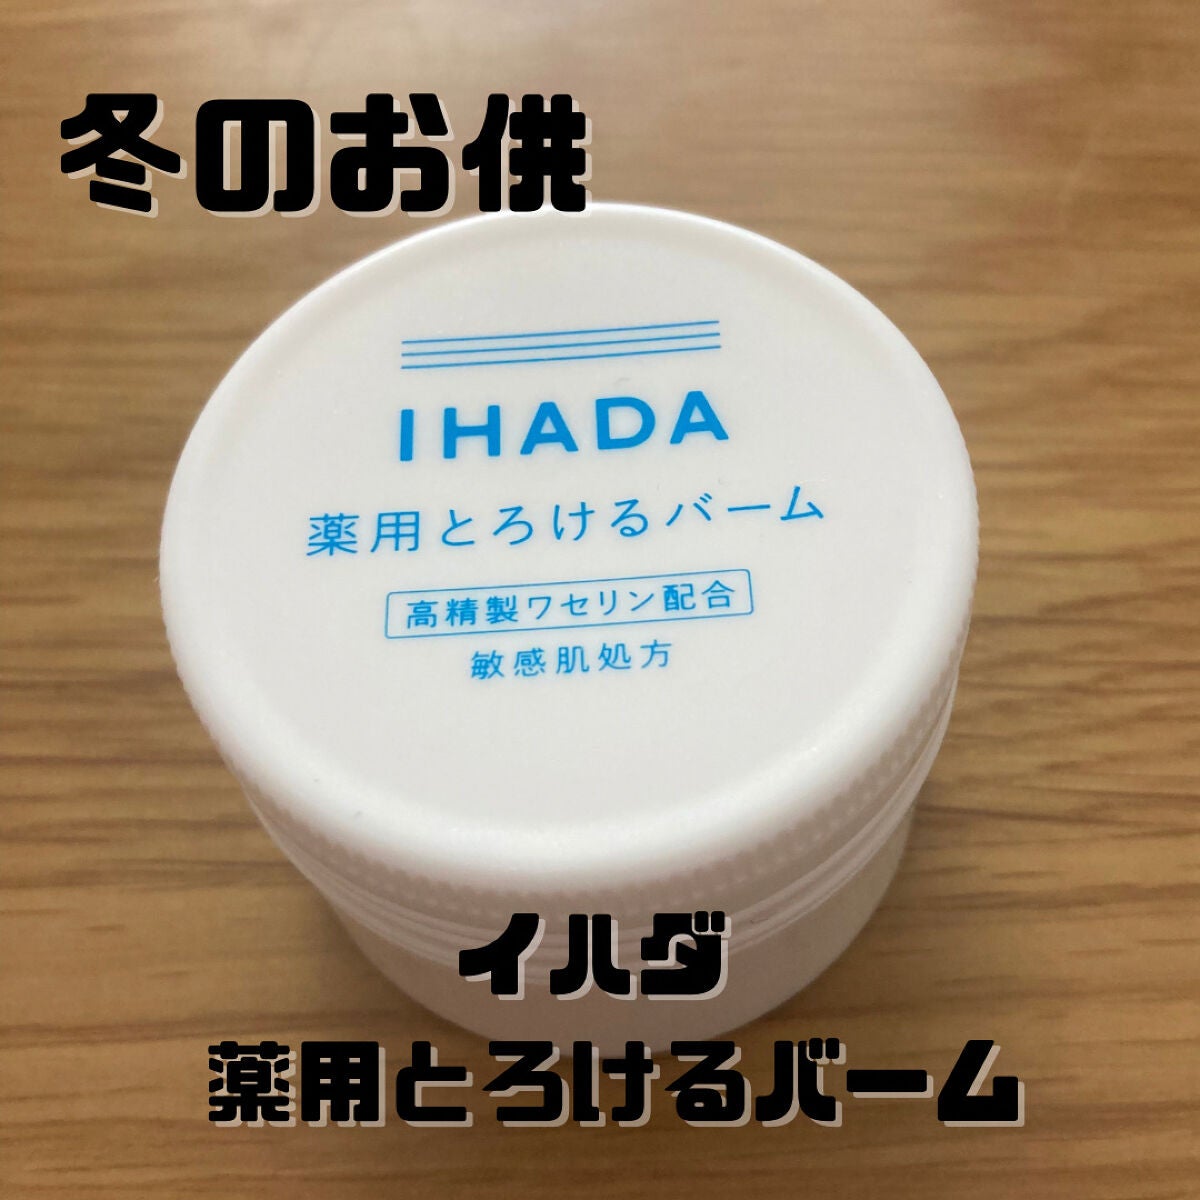 冬のお供
IHADA
薬用とろけるバーム
高精製ワセリン配合
敏感肌処方
イハダ
薬用とろけるバーム